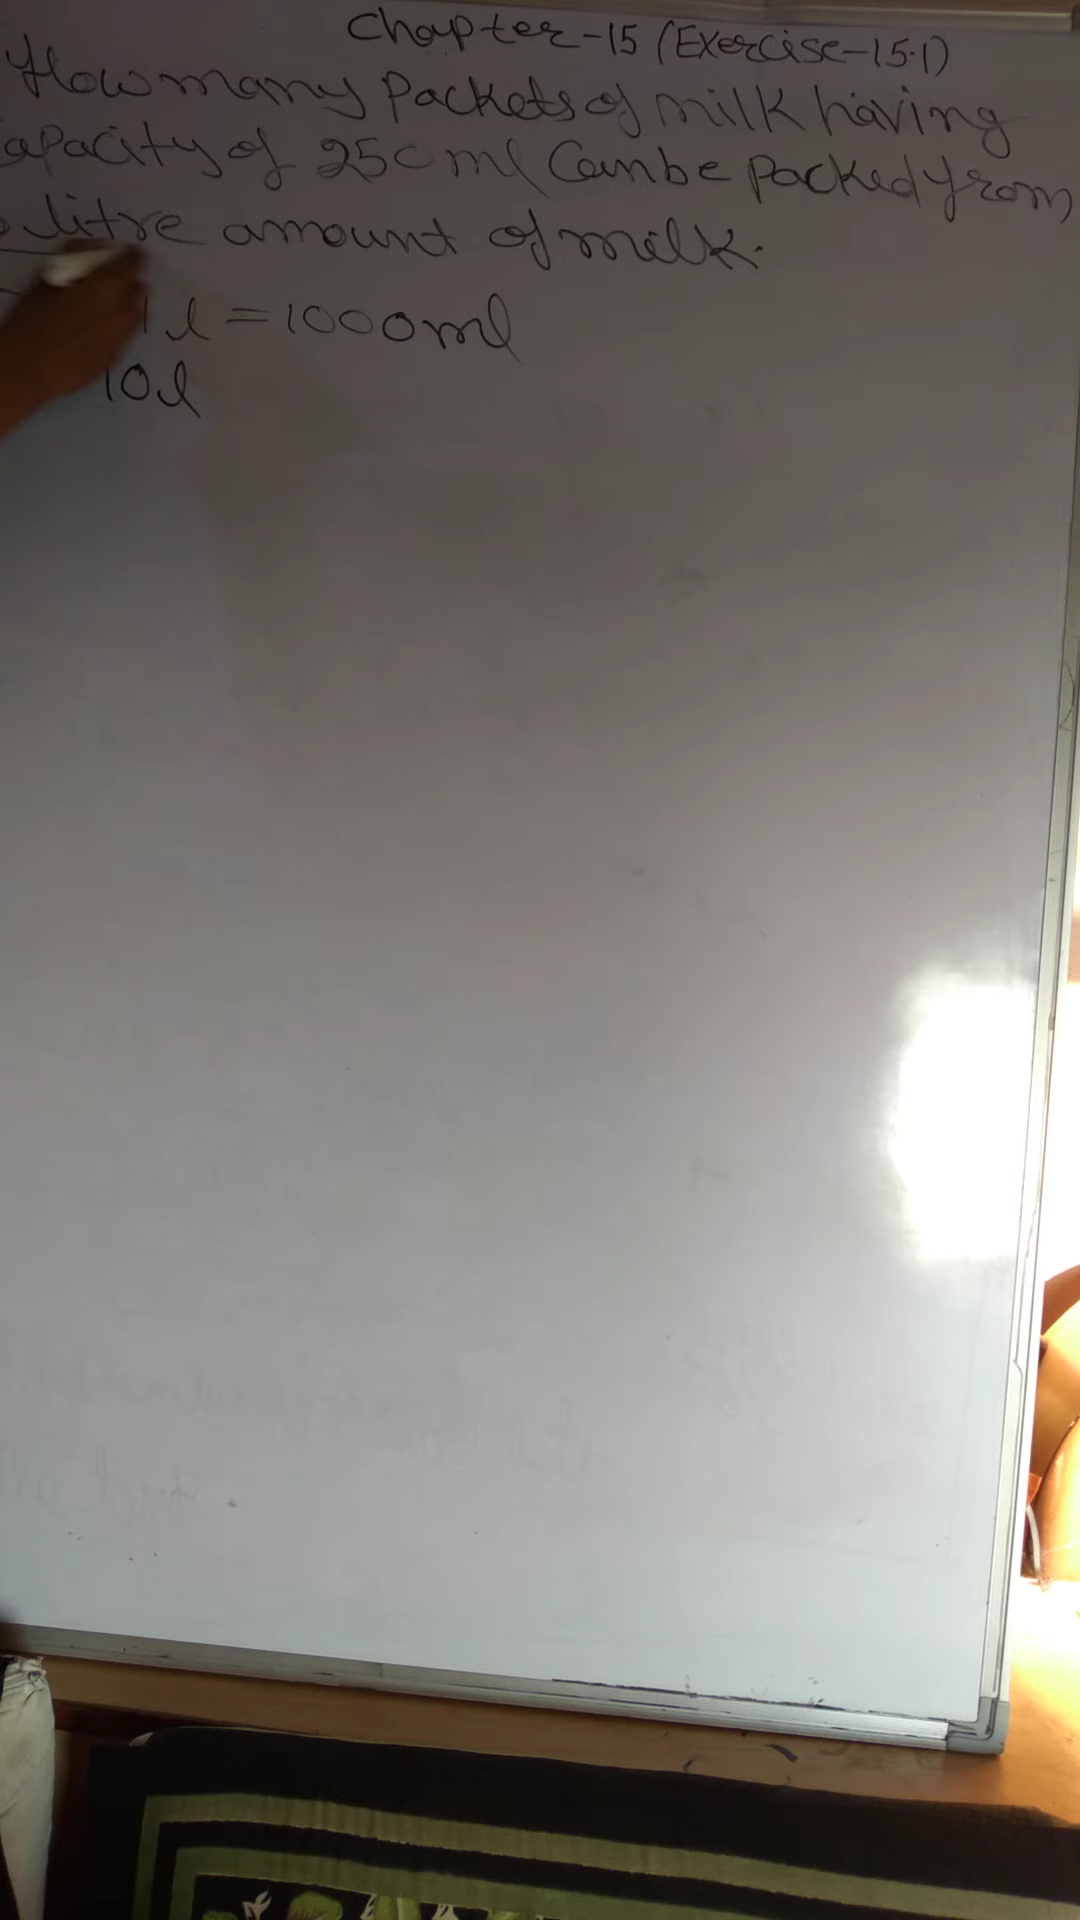 Chapter-15 (Exercise-15.1)
How many Packets of milk having
apacity of 250 ml Can be Packed from
litre amount of milk.
1 l = 1000 ml
10 l